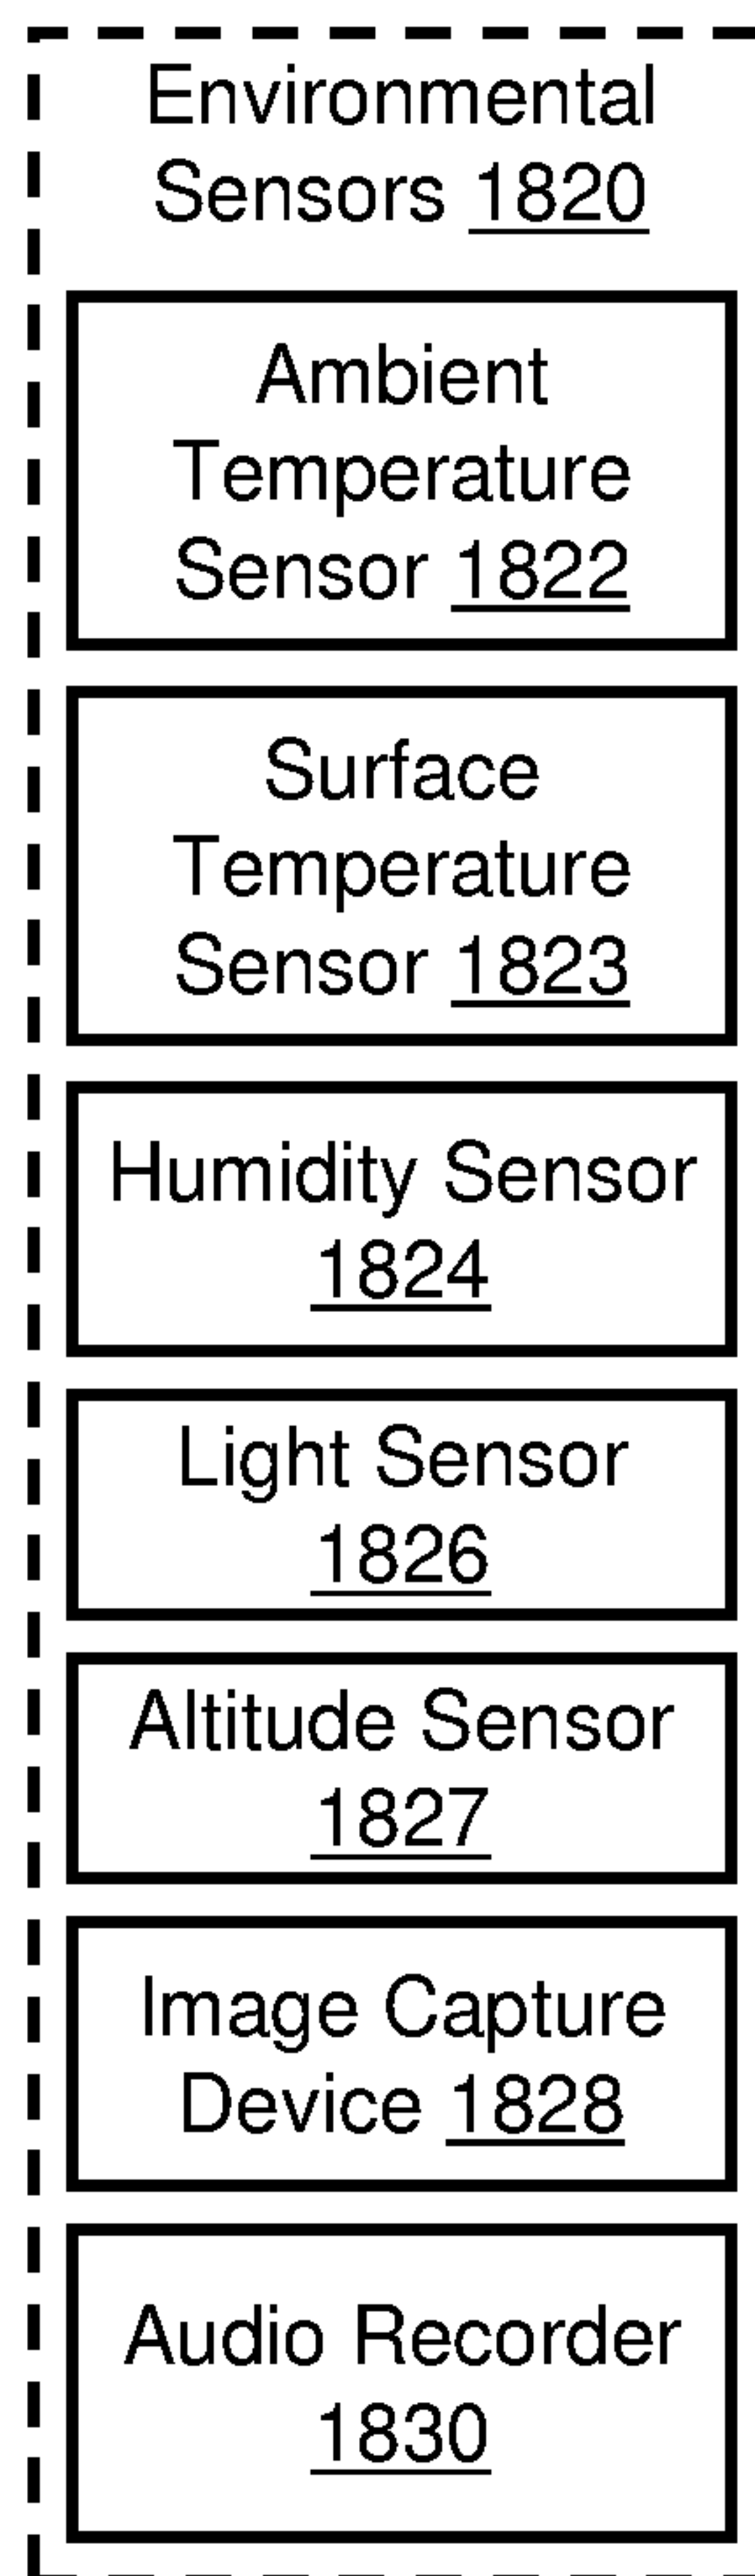 Environmental
Sensors 1820
Ambient
Temperature
Sensor 1822
Surface
Temperature
Sensor 1823
Humidity Sensor
1824
Light Sensor
1826
Altitude Sensor
1827
Image Capture
Device 1828
Audio Recorder
1830